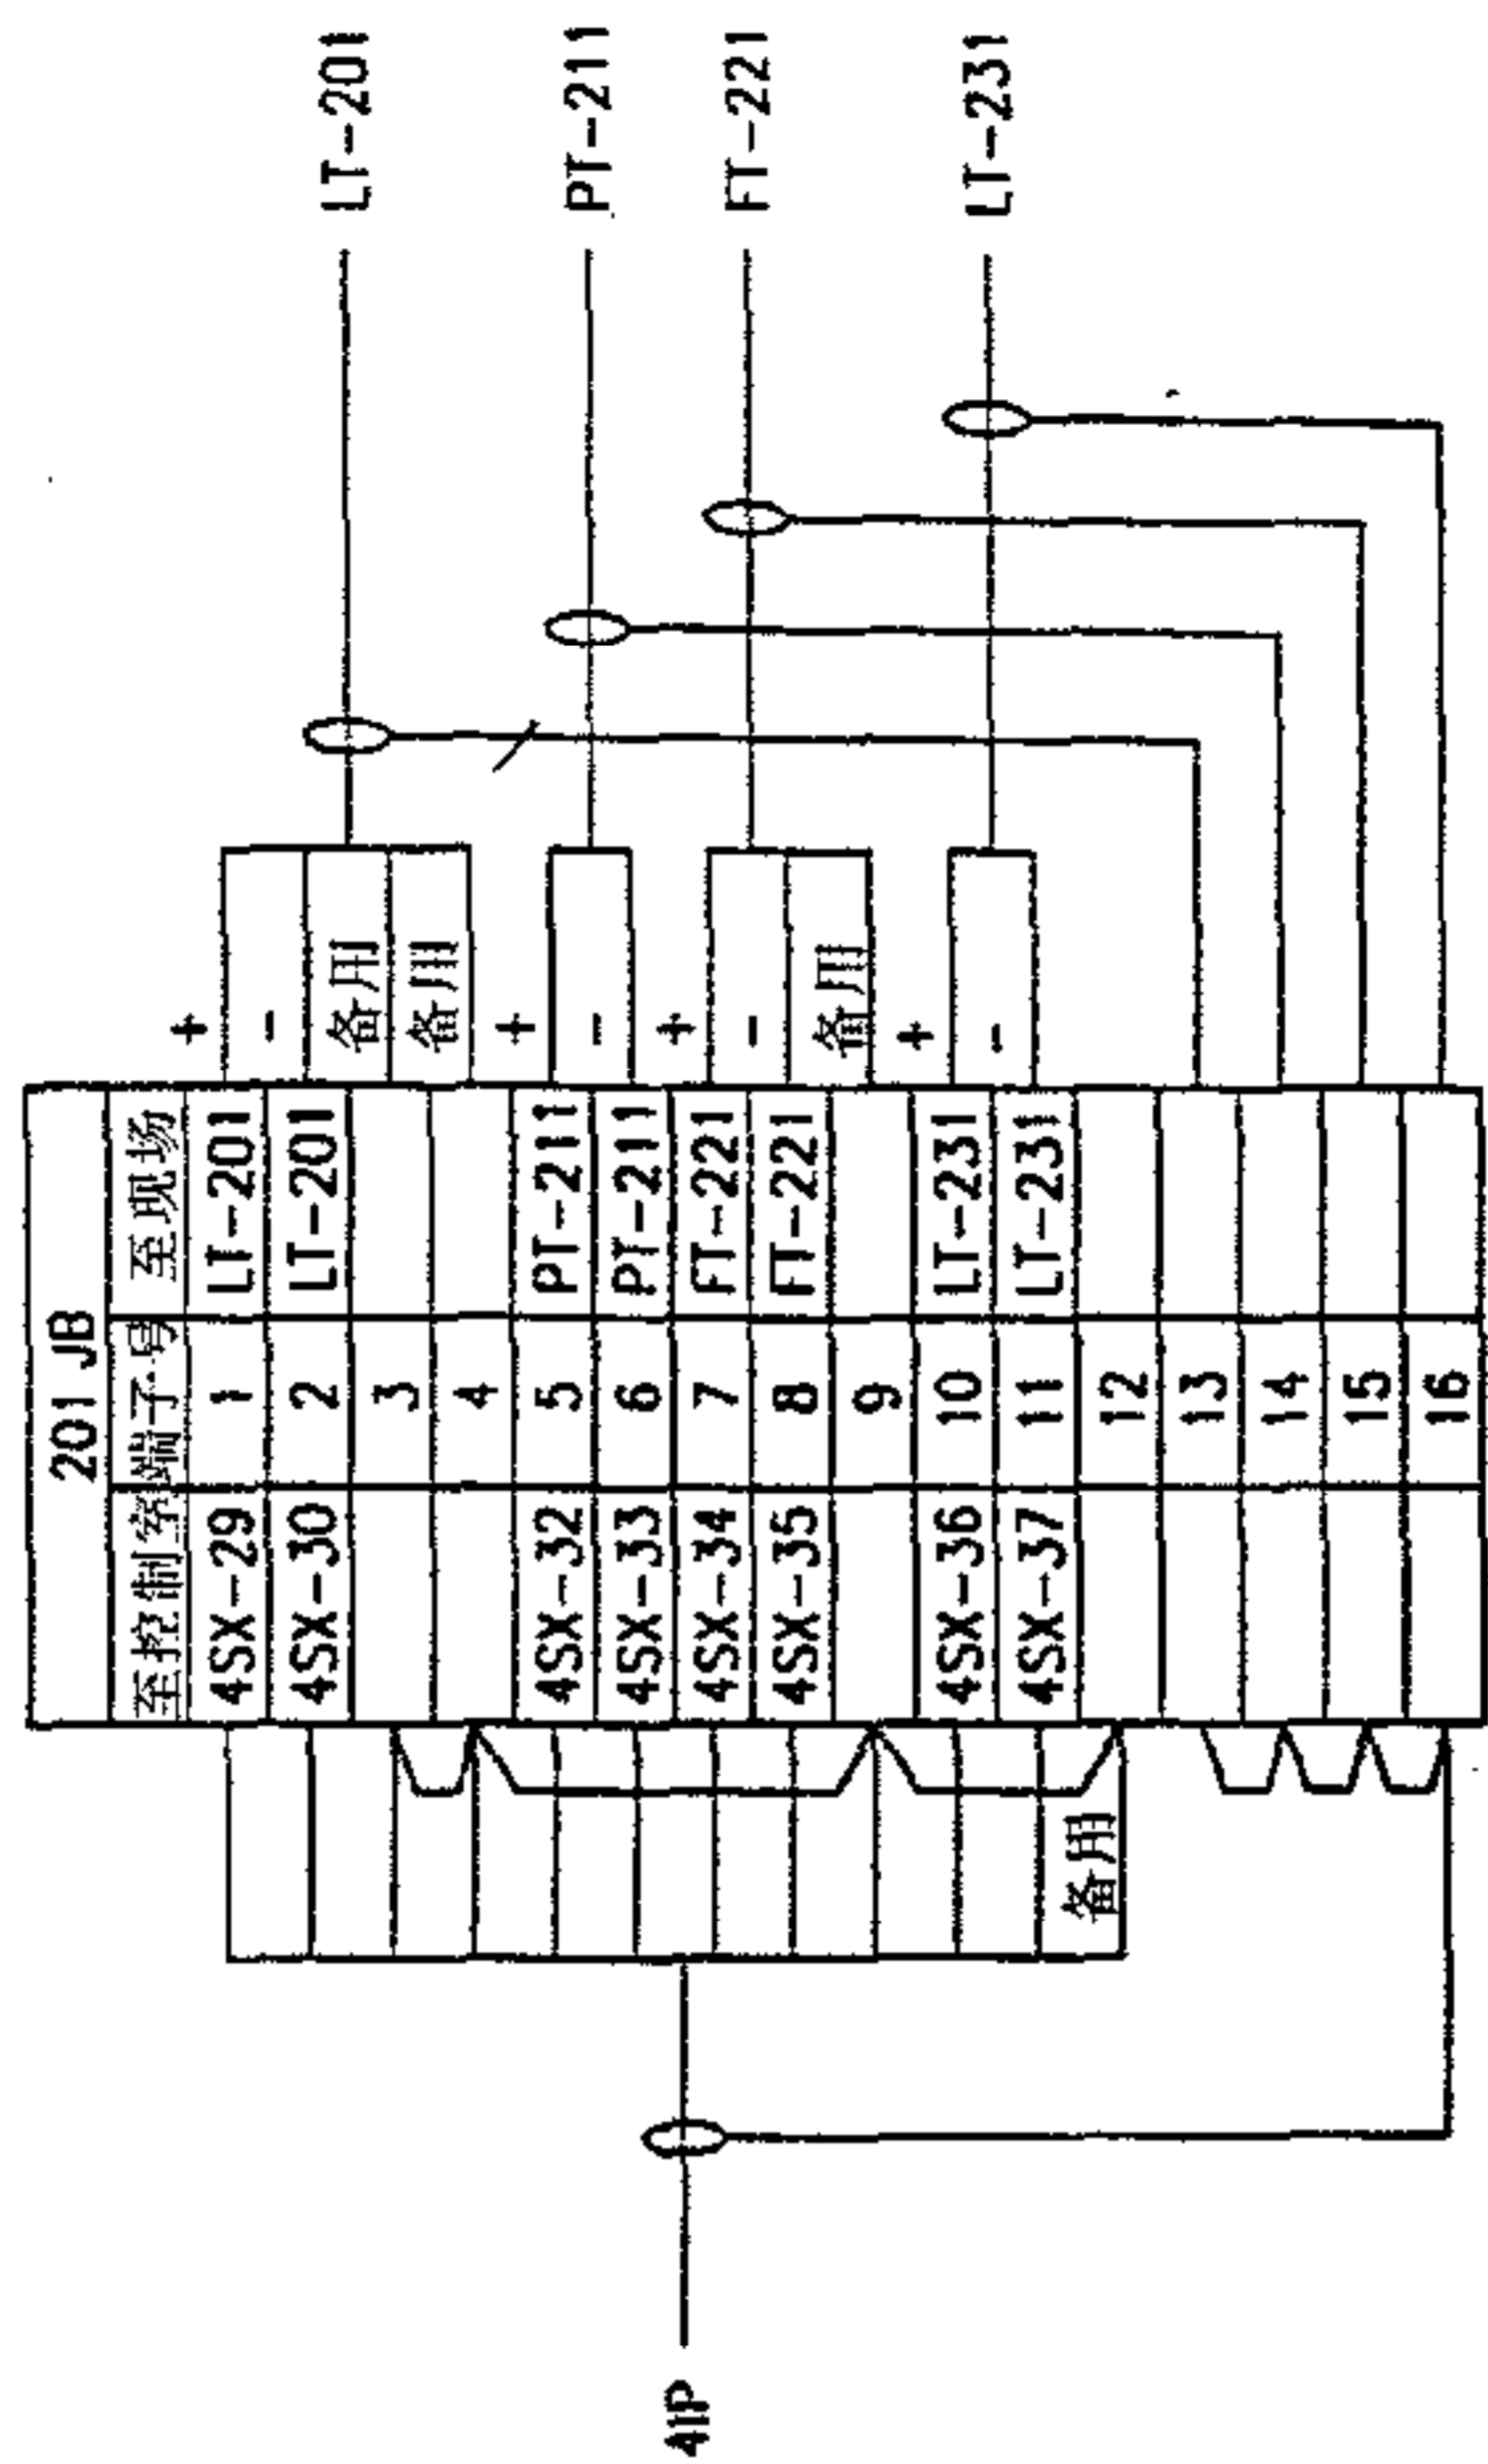 201 JB
至控制室 端子号 至现场
4SX-29 1 LT-201 + LT-201
4SX-30 2 LT-201 -
3 备用
4 备用
4SX-32 5 PT-211 + PT-211
4SX-33 6 PT-211 -
4SX-34 7 FT-221 + FT-221
4SX-35 8 FT-221 -
9 备用
4SX-36 10 LT-231 + LT-231
4SX-37 11 LT-231 -
备用 12
13
14
15
16
41P